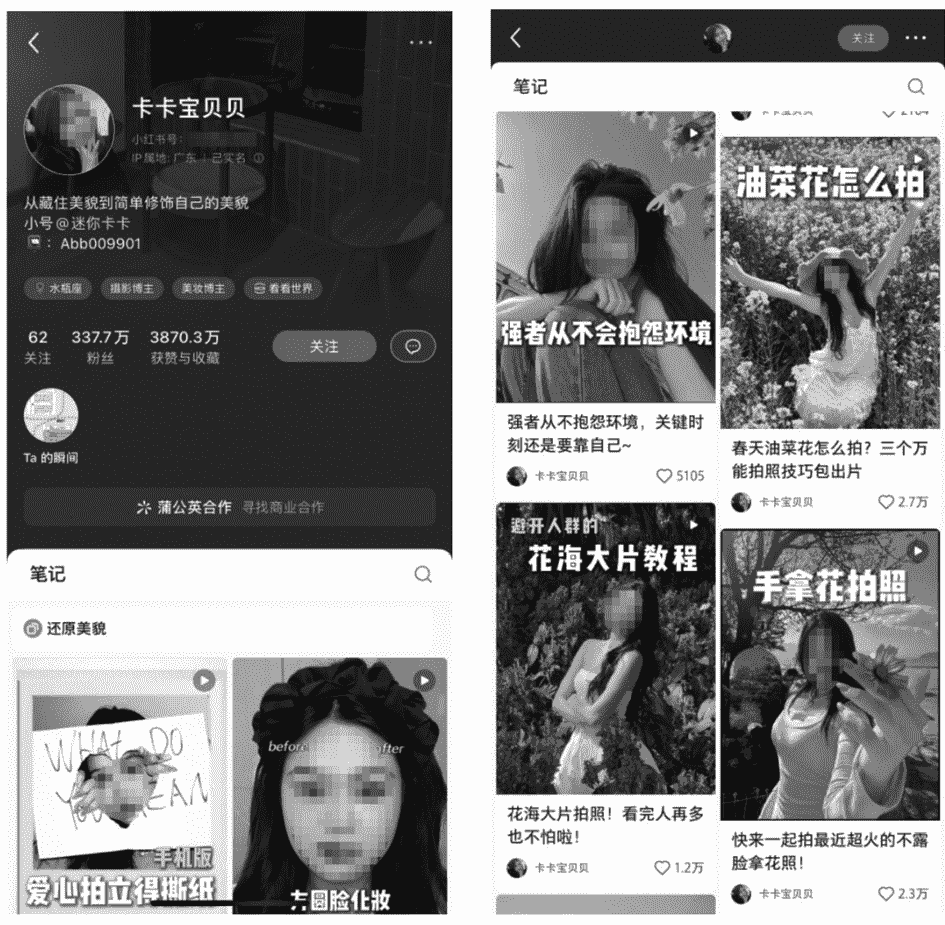 卡卡宝贝贝
小红书号：
IP属地：广东 已实名
从藏住美貌到简单修饰自己的美貌
小号@迷你卡卡
：Abb009901
水瓶座 摄影博主 美妆博主 看看世界
62 337.7万 3870.3万
关注 粉丝 获赞与收藏
关注
Ta 的瞬间
蒲公英合作 寻找商业合作
笔记
还原美貌
WHAT DO
YOU MEAN
手机版
爱心拍立得撕纸
before after
方圆脸化妆
关注
笔记
强者从不会抱怨环境
强者从不抱怨环境，关键时
刻还是要靠自己~
卡卡宝贝贝 5105
避开人群的
花海大片教程
花海大片拍照！看完人再多
也不怕啦！
卡卡宝贝贝 1.2万
油菜花怎么拍
春天油菜花怎么拍？三个万
能拍照技巧包出片
卡卡宝贝贝 2.7万
手拿花拍照
快来一起拍最近超火的不露
脸拿花照！
卡卡宝贝贝 2.3万